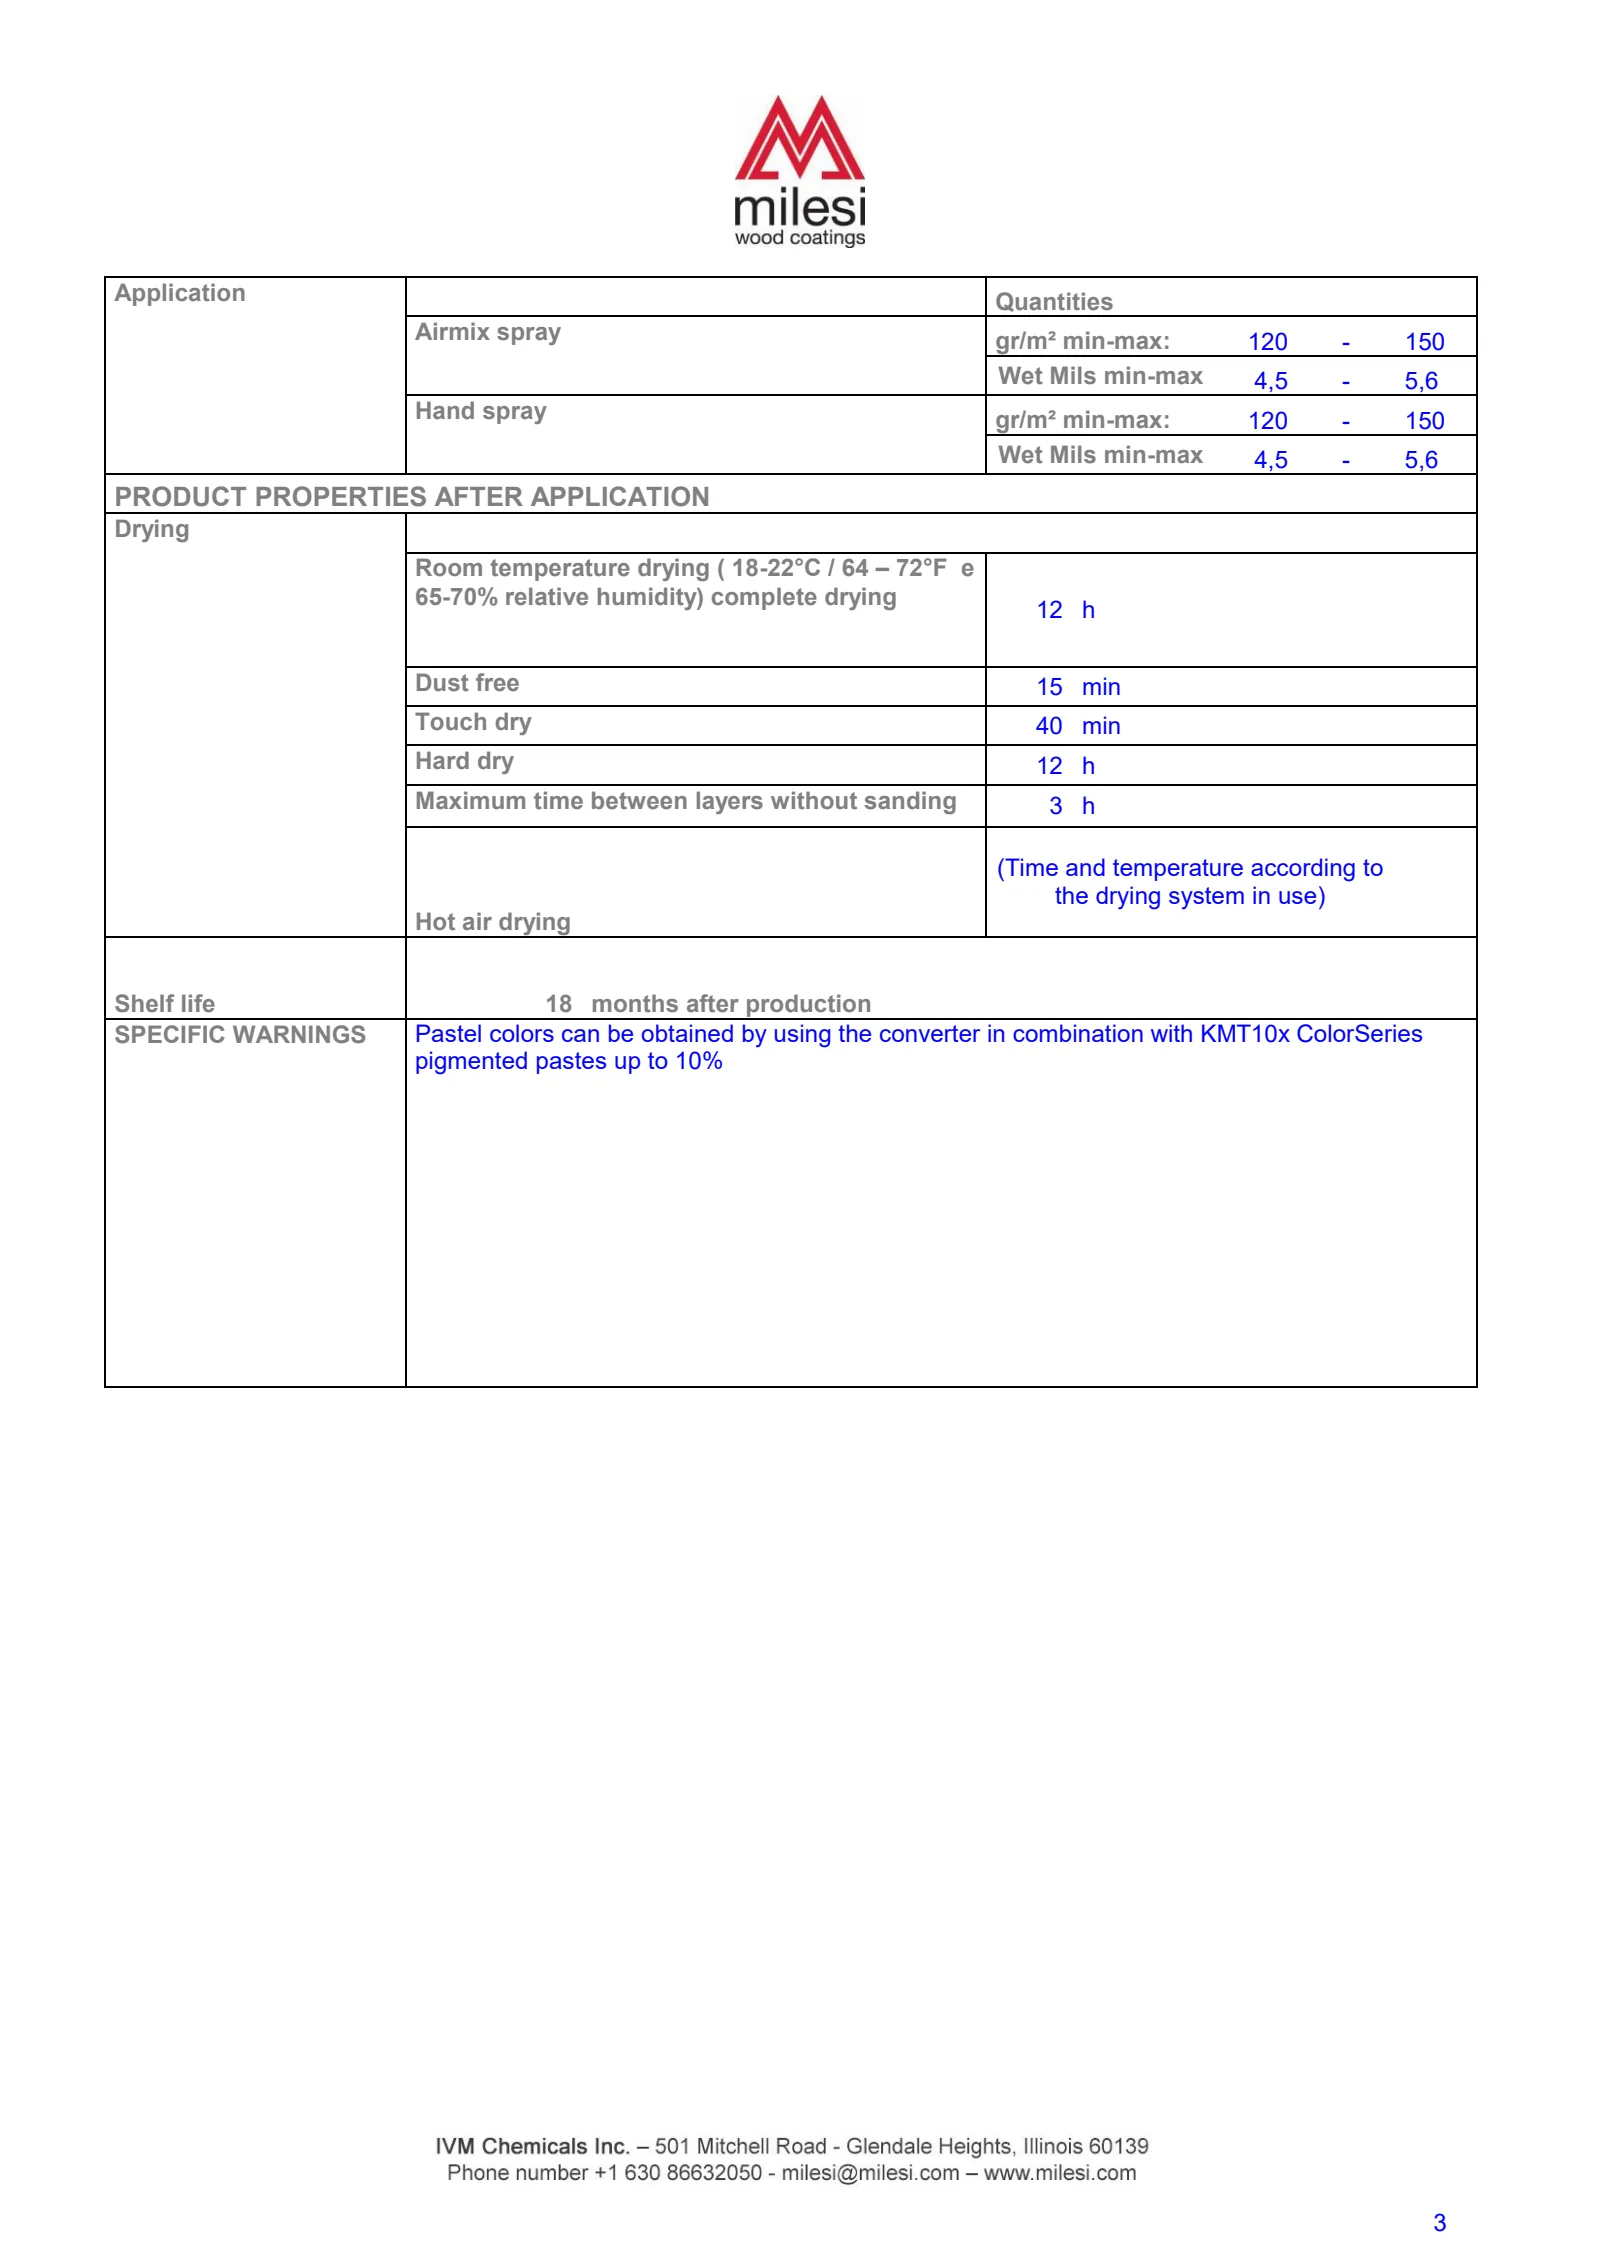 milesi
wood coatings
Application
Quantities
Airmix spray
gr/m² min-max: 120 - 150
Wet Mils min-max 4,5 - 5,6
Hand spray
gr/m² min-max: 120 - 150
Wet Mils min-max 4,5 - 5,6
PRODUCT PROPERTIES AFTER APPLICATION
Drying
Room temperature drying ( 18-22°C / 64 – 72°F e
65-70% relative humidity) complete drying
12 h
Dust free 15 min
Touch dry 40 min
Hard dry 12 h
Maximum time between layers without sanding 3 h
(Time and temperature according to
the drying system in use)
Hot air drying
Shelf life 18 months after production
SPECIFIC WARNINGS Pastel colors can be obtained by using the converter in combination with KMT10x ColorSeries
pigmented pastes up to 10%
IVM Chemicals Inc. – 501 Mitchell Road - Glendale Heights, Illinois 60139
Phone number +1 630 86632050 - milesi@milesi.com – www.milesi.com
3